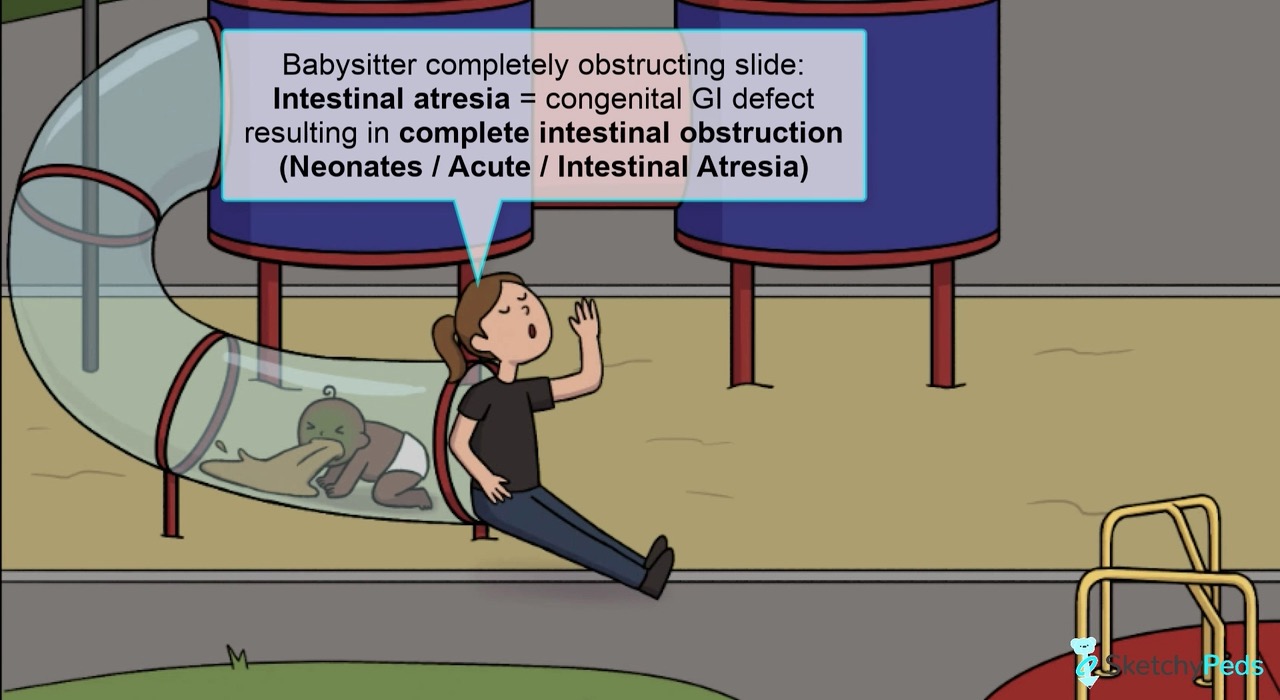 Babysitter completely obstructing slide:
Intestinal atresia = congenital GI defect
resulting in complete intestinal obstruction
(Neonates / Acute / Intestinal Atresia)
SketchyPeds